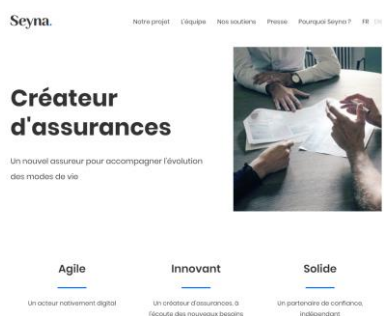 Seyna.
Notre projet L'équipe Nos soutiens Presse Pourquoi Seyna ? FR EN
Créateur
d'assurances
Un nouvel assureur pour accompagner l'évolution
des modes de vie
Agile Innovant Solide
Un acteur nativement digital Un créateur d'assurances, à Un partenaire de confiance,
l'écoute des nouveaux besoins indépendant